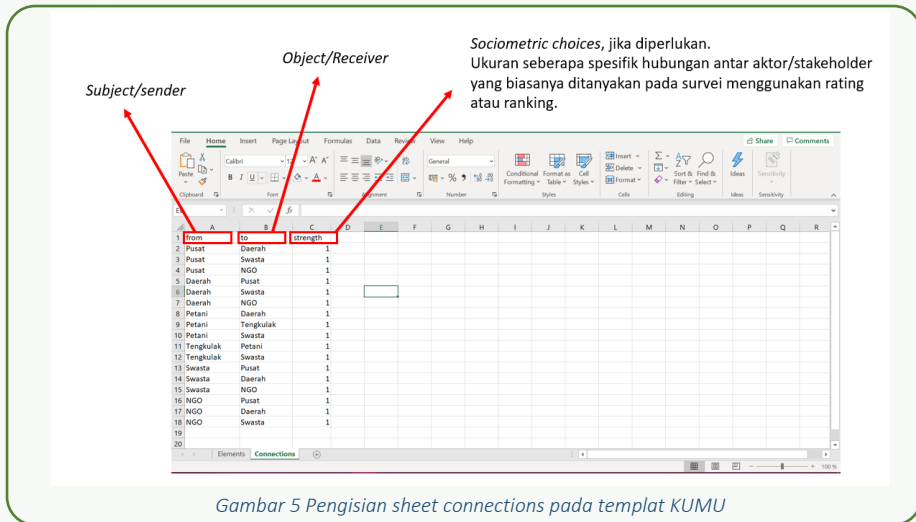 Sociometric choices, jika diperlukan.
Ukuran seberapa spesifik hubungan antar aktor/stakeholder
yang biasanya ditanyakan pada survei menggunakan rating
atau ranking.
Object/Receiver
Subject/sender
File Home Insert Page Layout Formulas Data Review View Help Share Comments
Paste Calibri General Conditional Formatting Format as Table Cell Styles Insert Delete Format Sort & Filter Find & Select Ideas Sensitivity
Clipboard Font Alignment Number Styles Cells Editing Ideas Sensitivity
A B C D E F G H I J K L M N O P Q R
1 from to strength
2 Pusat Daerah 1
3 Pusat Swasta 1
4 Pusat NGO 1
5 Daerah Pusat 1
6 Daerah Swasta 1
7 Daerah NGO 1
8 Petani Daerah 1
9 Petani Tengkulak 1
10 Petani Swasta 1
11 Tengkulak Petani 1
12 Tengkulak Swasta 1
13 Swasta Pusat 1
14 Swasta Daerah 1
15 Swasta NGO 1
16 NGO Pusat 1
17 NGO Daerah 1
18 NGO Swasta 1
19
20
Elements Connections
100 %
Gambar 5 Pengisian sheet connections pada templat KUMU